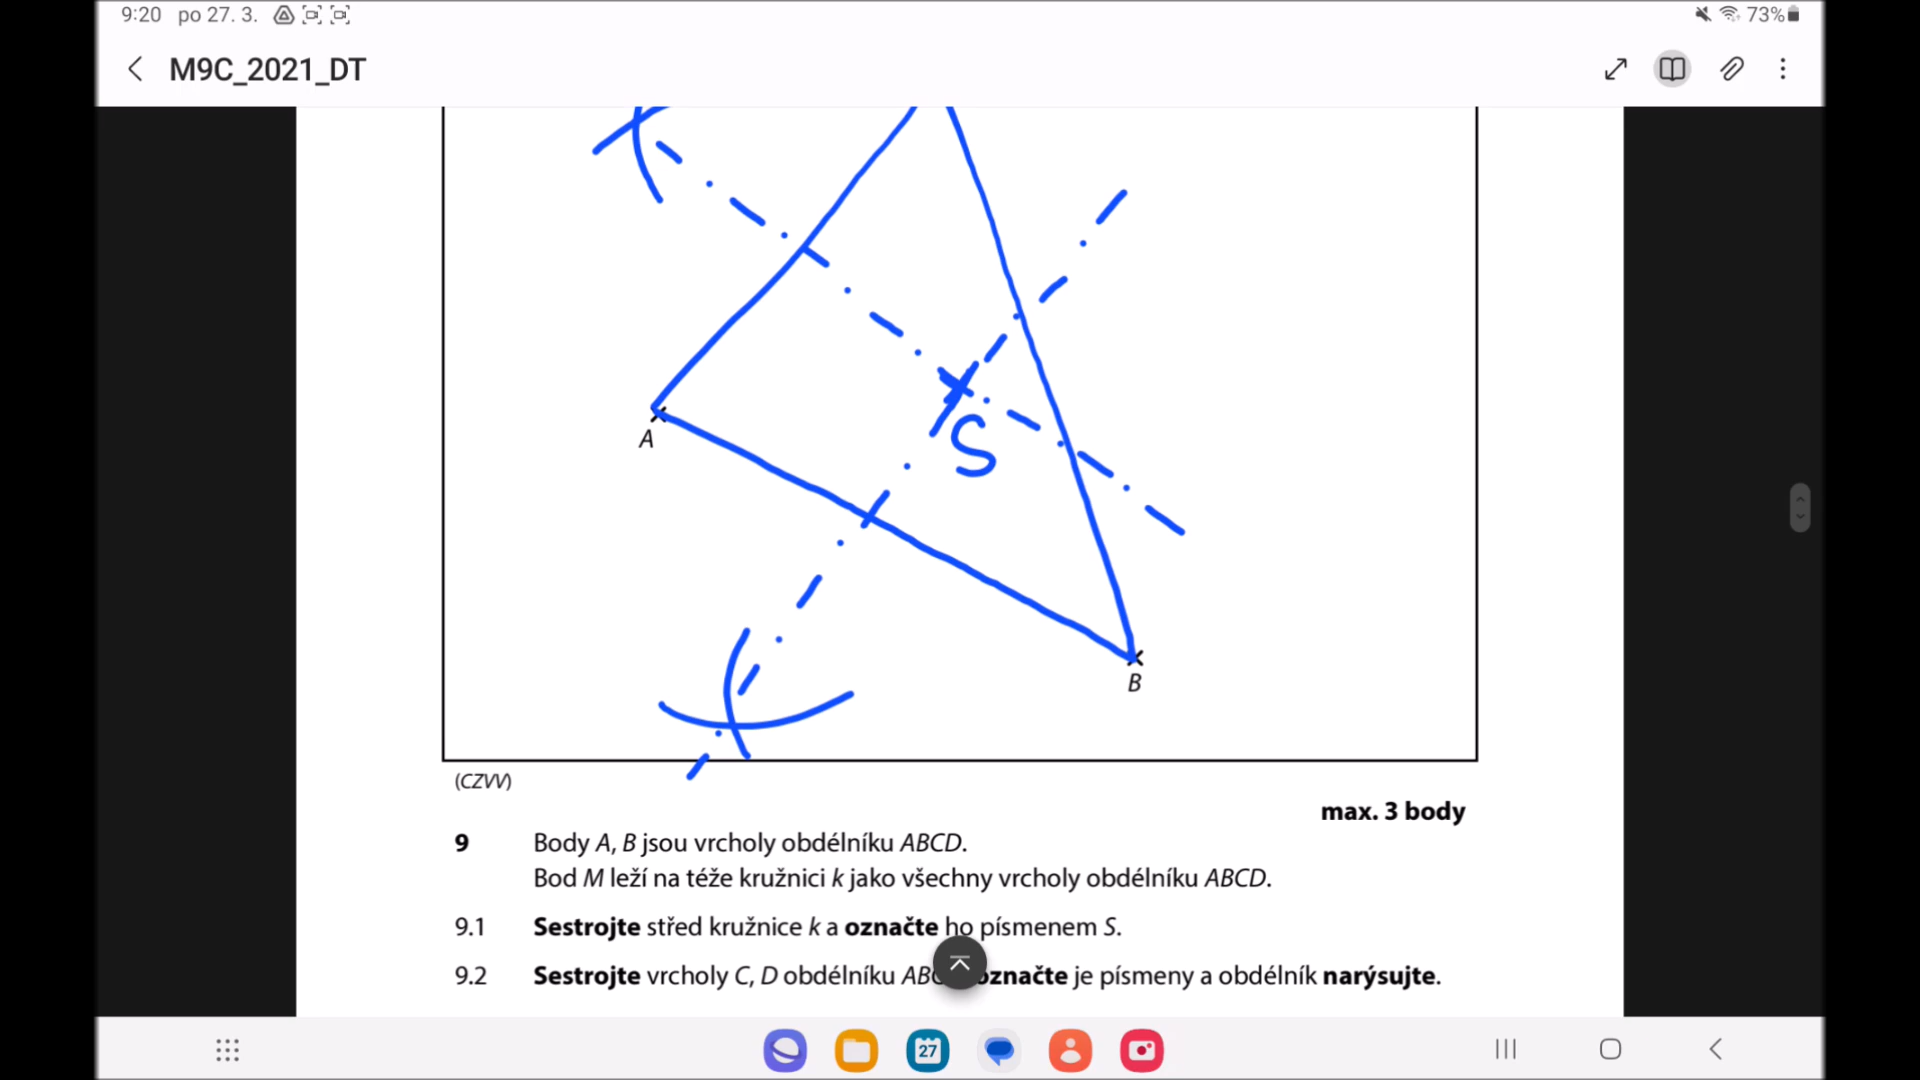 9:20 po 27. 3. 73%
M9C_2021_DT
A
S
B
(CZVV)
max. 3 body
9 Body A, B jsou vrcholy obdélníku ABCD.
Bod M leží na téže kružnici k jako všechny vrcholy obdélníku ABCD.
9.1 Sestrojte střed kružnice k a označte ho písmenem S.
9.2 Sestrojte vrcholy C, D obdélníku označte je písmeny a obdélník narýsujte.
27